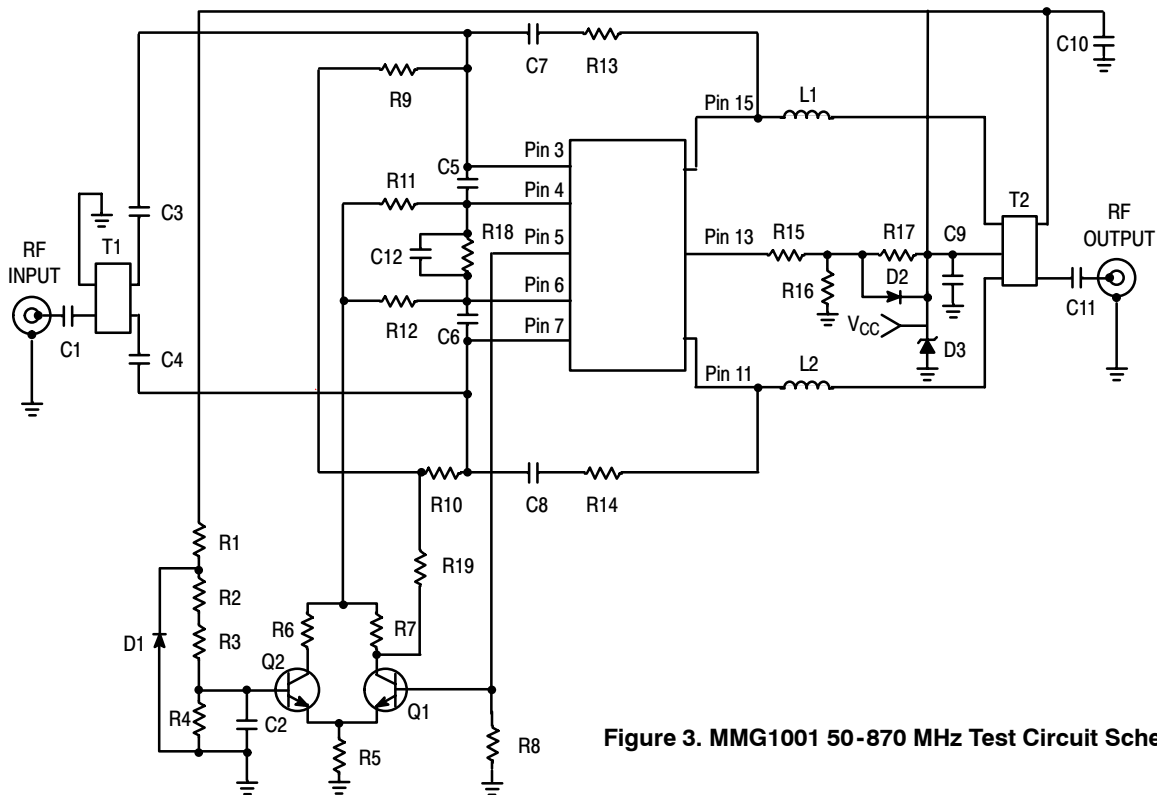 C10
C7
R13
R9
L1
Pin 15
Pin 3
C5
Pin 4
R11
C3
T2
RF
INPUT
T1
R18
Pin 5
Pin 13
R15
R17
C9
RF
OUTPUT
C12
D2
R16
Pin 6
R12
C6
Pin 7
C1
C4
VCC
C11
D3
L2
Pin 11
R10
C8
R14
R1
R19
R2
D1
R3
R6
R7
Q2
R4
C2
Q1
R5
R8
Figure 3. MMG1001 50-870 MHz Test Circuit Sche